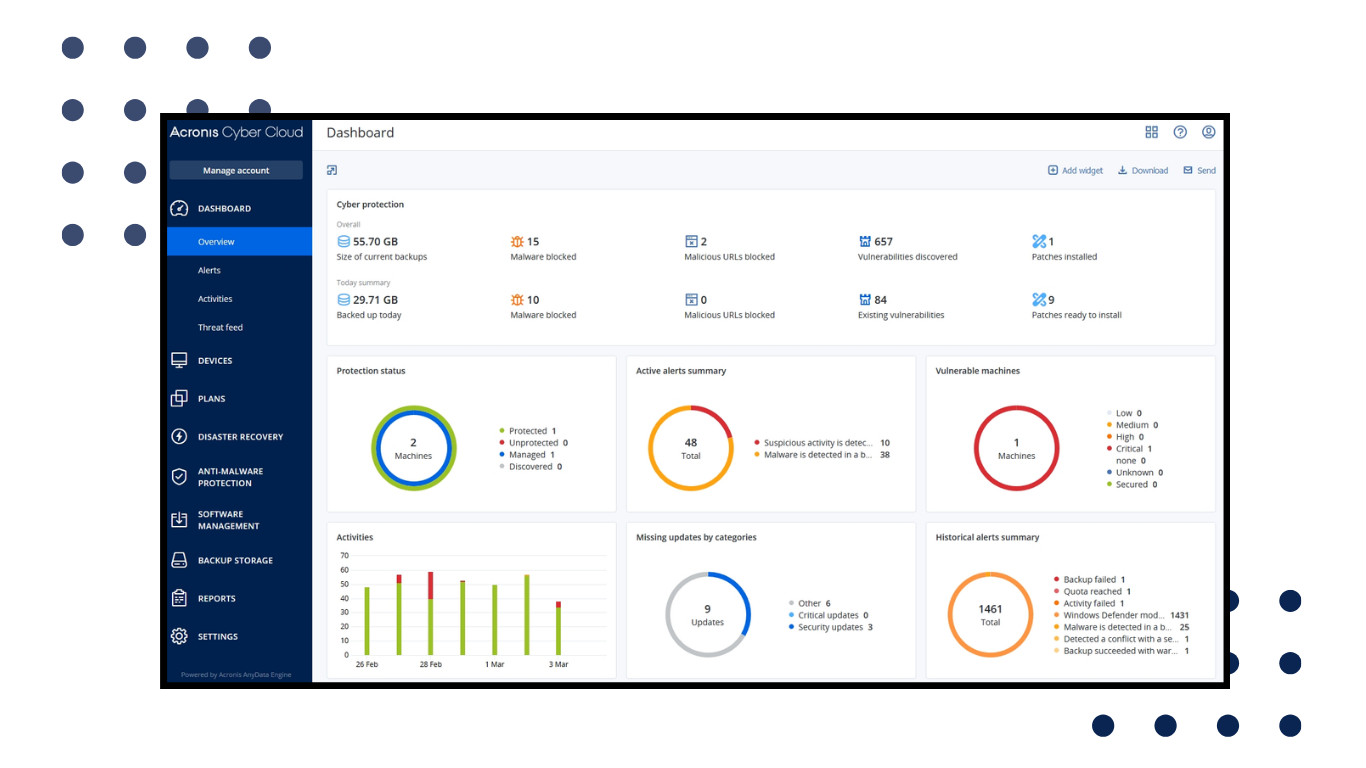 Acronis Cyber Cloud
Manage account
DASHBOARD
Overview
Alerts
Activities
Threat feed
DEVICES
PLANS
DISASTER RECOVERY
ANTI-MALWARE
PROTECTION
SOFTWARE
MANAGEMENT
BACKUP STORAGE
REPORTS
SETTINGS
Powered by Acronis AnyData Engine
Dashboard
Add widget Download Send
Cyber protection
Overall
55.70 GB 15 2 657 1
Size of current backups Malware blocked Malicious URLs blocked Vulnerabilities discovered Patches installed
Today summary
29.71 GB 10 0 84 9
Backed up today Malware blocked Malicious URLs blocked Existing vulnerabilities Patches ready to install
Protection status
2
Machines
Protected 1
Unprotected 0
Managed 1
Discovered 0
Active alerts summary
48
Total
Suspicious activity is detec... 10
Malware is detected in a b... 38
Vulnerable machines
1
Machines
Low 0
Medium 0
High 0
Critical 1
none 0
Unknown 0
Secured 0
Activities
70
60
50
40
30
20
10
0
26 Feb 28 Feb 1 Mar 3 Mar
Missing updates by categories
9
Updates
Other 6
Critical updates 0
Security updates 3
Historical alerts summary
1461
Total
Backup failed 1
Quota reached 1
Activity failed 1
Windows Defender mod... 1431
Malware is detected in a b... 25
Detected a conflict with a se... 1
Backup succeeded with war... 1